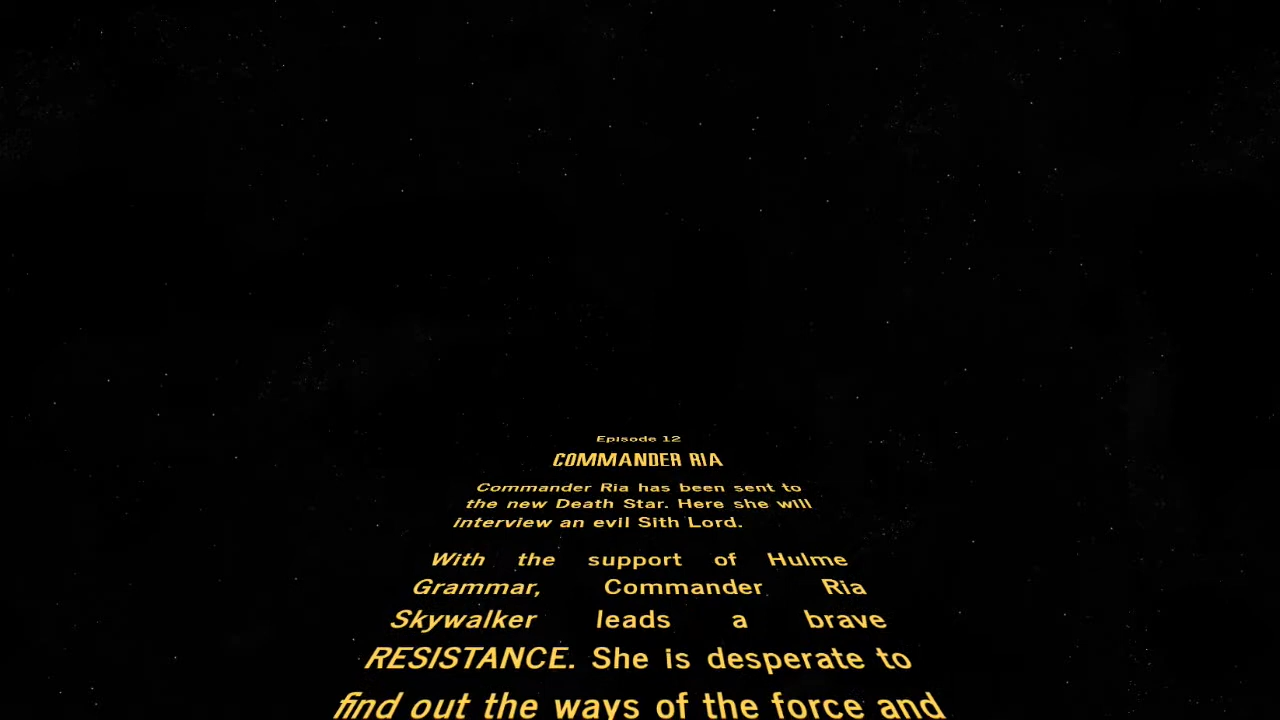 Episode 12
COMMANDER RIA
Commander Ria has been sent to
the new Death Star. Here she will
interview an evil Sith Lord.
With the support of Hulme
Grammar, Commander Ria
Skywalker leads a brave
RESISTANCE. She is desperate to
find out the ways of the force and